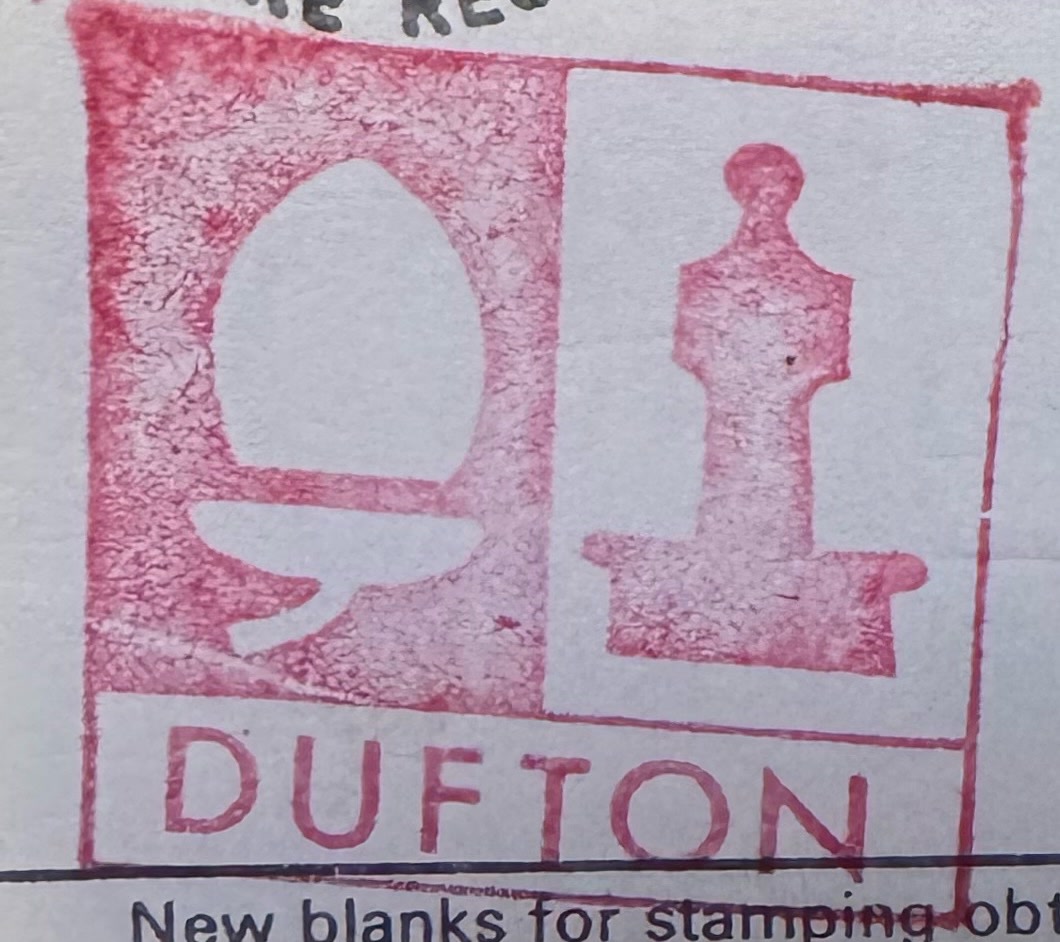 DUFTON
New blanks for stamping